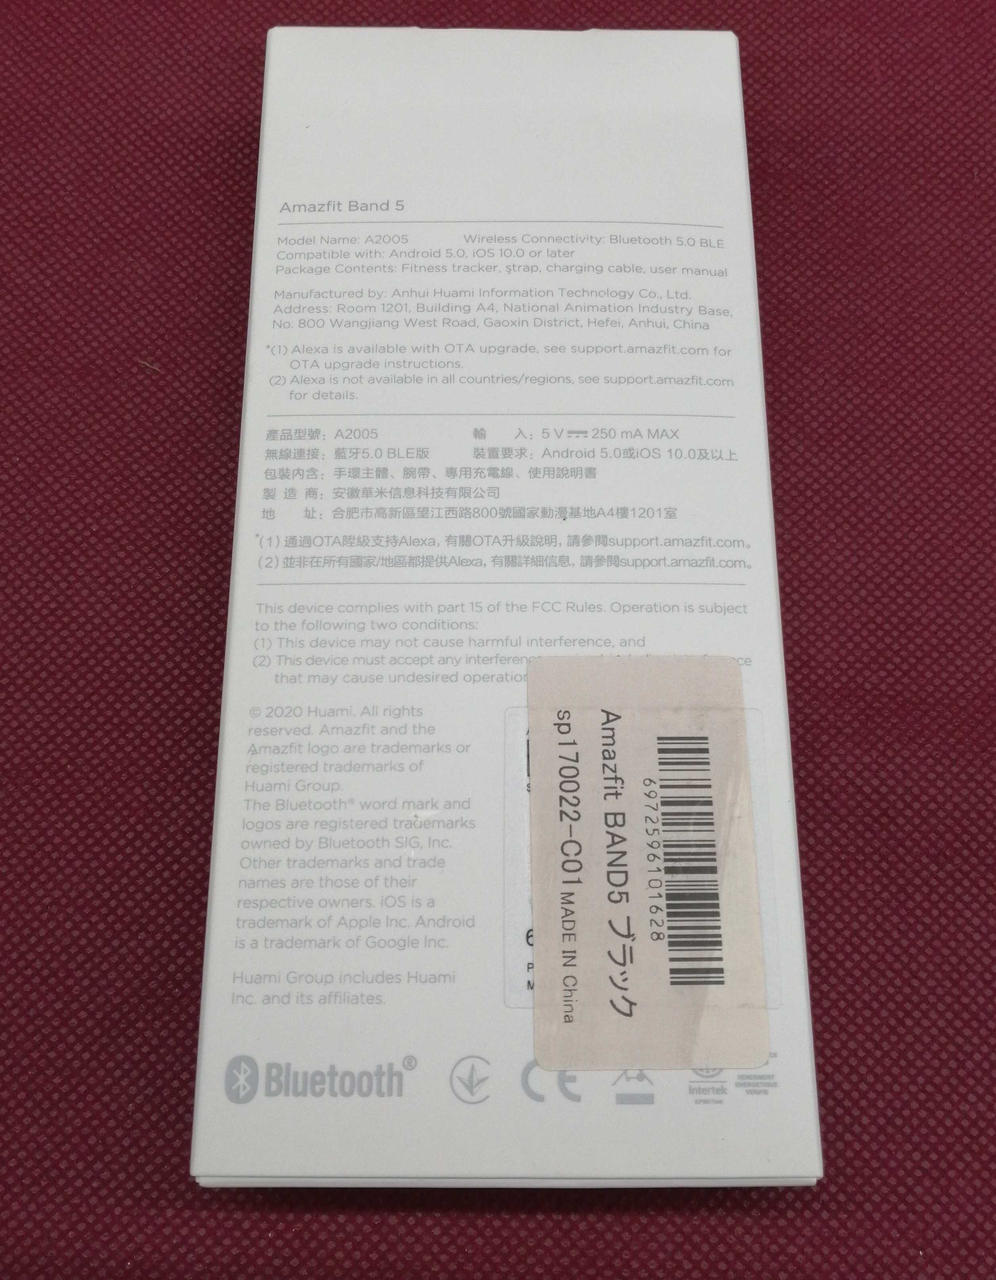 Amazfit Band 5
Model Name: A2005 Wireless Connectivity: Bluetooth 5.0 BLE
Compatible with: Android 5.0, iOS 10.0 or later
Package Contents: Fitness tracker, strap, charging cable, user manual
Manufactured by: Anhui Huami Information Technology Co., Ltd.
Address: Room 1201, Building A4, National Animation Industry Base,
No. 800 Wangjiang West Road, Gaoxin District, Hefei, Anhui, China
*(1) Alexa is available with OTA upgrade, see support.amazfit.com for
OTA upgrade instructions.
(2) Alexa is not available in all countries/regions, see support.amazfit.com
for details.
產品型號：A2005 輸 入：5 V⎓250 mA MAX
無線連接：藍牙5.0 BLE版 裝置要求：Android 5.0或iOS 10.0及以上
包裝內含：手環主體、腕帶、專用充電線、使用說明書
製 造 商：安徽華米信息科技有限公司
地 址：合肥市高新區望江西路800號國家動漫基地A4樓1201室
*(1) 通過OTA陞級支持Alexa, 有關OTA升級說明, 請參閱support.amazfit.com。
(2) 並非在所有國家/地區都提供Alexa, 有關詳細信息, 請參閱support.amazfit.com。
This device complies with part 15 of the FCC Rules. Operation is subject
to the following two conditions:
(1) This device may not cause harmful interference, and
(2) This device must accept any
that may cause undesired
© 2020 Huami. All rights
reserved. Amazfit and the
Amazfit logo are trademarks or
registered trademarks of
Huami Group.
The Bluetooth® word mark and
logos are registered trademarks
owned by Bluetooth SIG, Inc.
Other trademarks and trade
names are those of their
respective owners. iOS is a
trademark of Apple Inc. Android
is a trademark of Google Inc.
Huami Group includes Huami
Inc. and its affiliates.
6972596101628
Amazfit BAND5 ブラック
sp170022-C01 MADE IN China
6
P
M
Bluetooth®
CE
Intertek